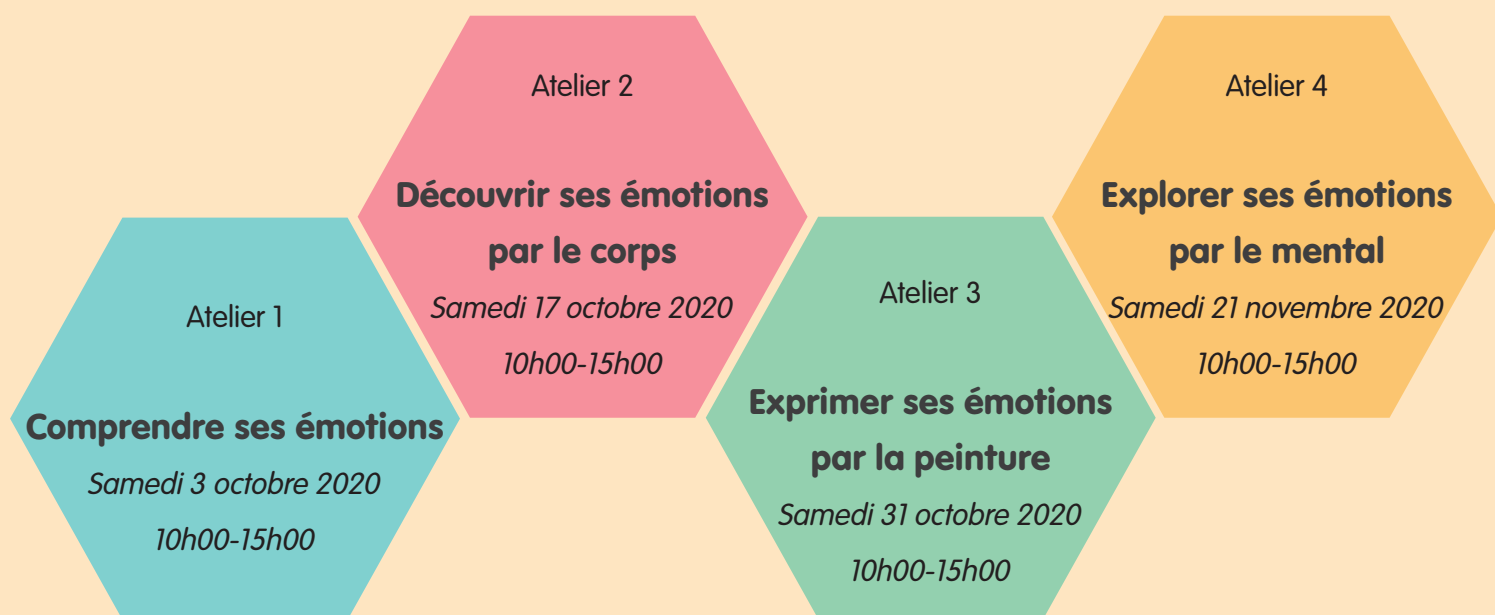 Atelier 1
Comprendre ses émotions
Samedi 3 octobre 2020
10h00-15h00
Atelier 2
Découvrir ses émotions
par le corps
Samedi 17 octobre 2020
10h00-15h00
Atelier 3
Exprimer ses émotions
par la peinture
Samedi 31 octobre 2020
10h00-15h00
Atelier 4
Explorer ses émotions
par le mental
Samedi 21 novembre 2020
10h00-15h00